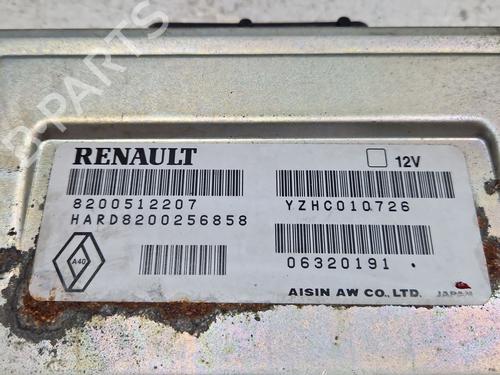 RENAULT
12V
8200512207
YZHC010726
HARD8200256858
A40
06320191
AISIN AW CO., LTD.
JAPAN